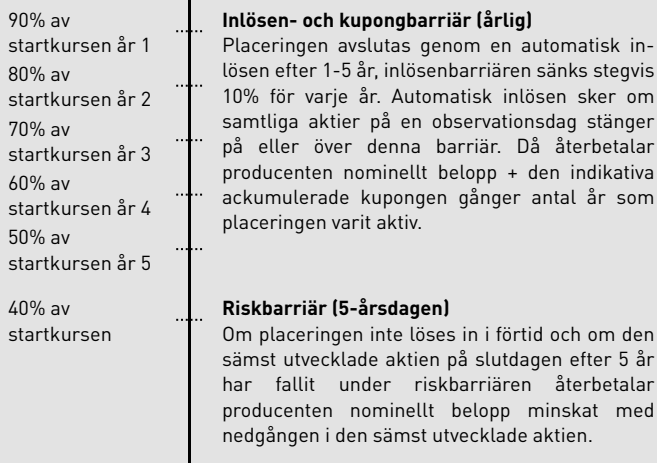 90% av
startkursen år 1
80% av
startkursen år 2
70% av
startkursen år 3
60% av
startkursen år 4
50% av
startkursen år 5
Inlösen- och kupongbarriär (årlig)
Placeringen avslutas genom en automatisk in-
lösen efter 1-5 år, inlösenbarriären sänks stegvis
10% för varje år. Automatisk inlösen sker om
samtliga aktier på en observationsdag stänger
på eller över denna barriär. Då återbetalar
producenten nominellt belopp + den indikativa
ackumulerade kupongen gånger antal år som
placeringen varit aktiv.
40% av
startkursen
Riskbarriär (5-årsdagen)
Om placeringen inte löses in i förtid och om den
sämst utvecklade aktien på slutdagen efter 5 år
har fallit under riskbarriären återbetalar
producenten nominellt belopp minskat med
nedgången i den sämst utvecklade aktien.